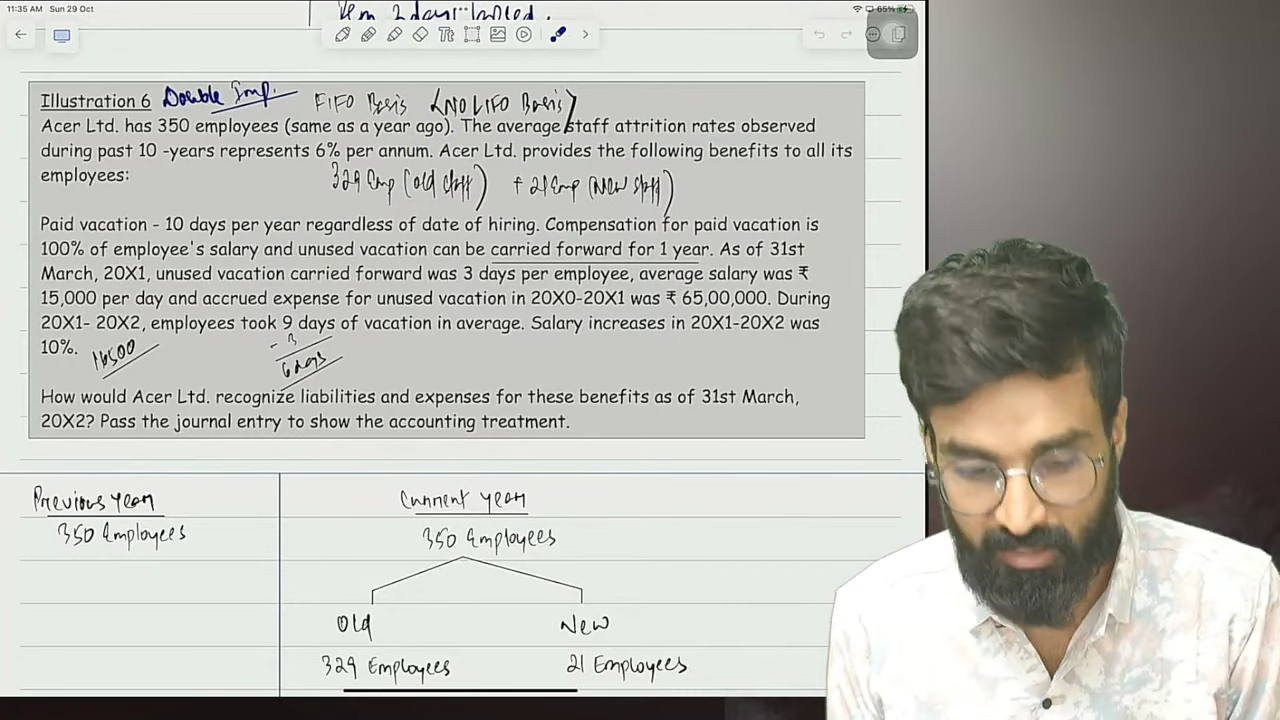 11:35 AM Sun 29 Oct
65%
2 days
Tt
Illustration 6 Double Imp. FIFO Basis (NO LIFO Basis)
Acer Ltd. has 350 employees (same as a year ago). The average staff attrition rates observed
during past 10 -years represents 6% per annum. Acer Ltd. provides the following benefits to all its
employees:
329 Emp (Old staff) + 21 Emp (New staff)
Paid vacation - 10 days per year regardless of date of hiring. Compensation for paid vacation is
100% of employee's salary and unused vacation can be carried forward for 1 year. As of 31st
March, 20X1, unused vacation carried forward was 3 days per employee, average salary was ₹
15,000 per day and accrued expense for unused vacation in 20X0-20X1 was ₹ 65,00,000. During
20X1- 20X2, employees took 9 days of vacation in average. Salary increases in 20X1-20X2 was
10%. 16500
- 3
6 days
How would Acer Ltd. recognize liabilities and expenses for these benefits as of 31st March,
20X2? Pass the journal entry to show the accounting treatment.
Previous year
Current year
350 Employees
350 Employees
Old
New
329 Employees
21 Employees